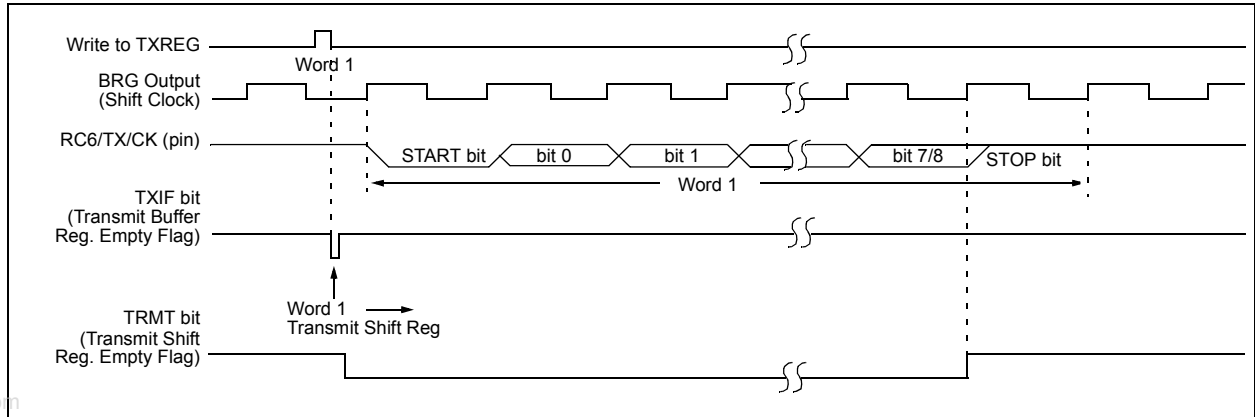 Write to TXREG
Word 1
BRG Output
(Shift Clock)
RC6/TX/CK (pin)
START bit
bit 0
bit 1
bit 7/8
STOP bit
Word 1
TXIF bit
(Transmit Buffer
Reg. Empty Flag)
Word 1
Transmit Shift Reg
TRMT bit
(Transmit Shift
Reg. Empty Flag)
om